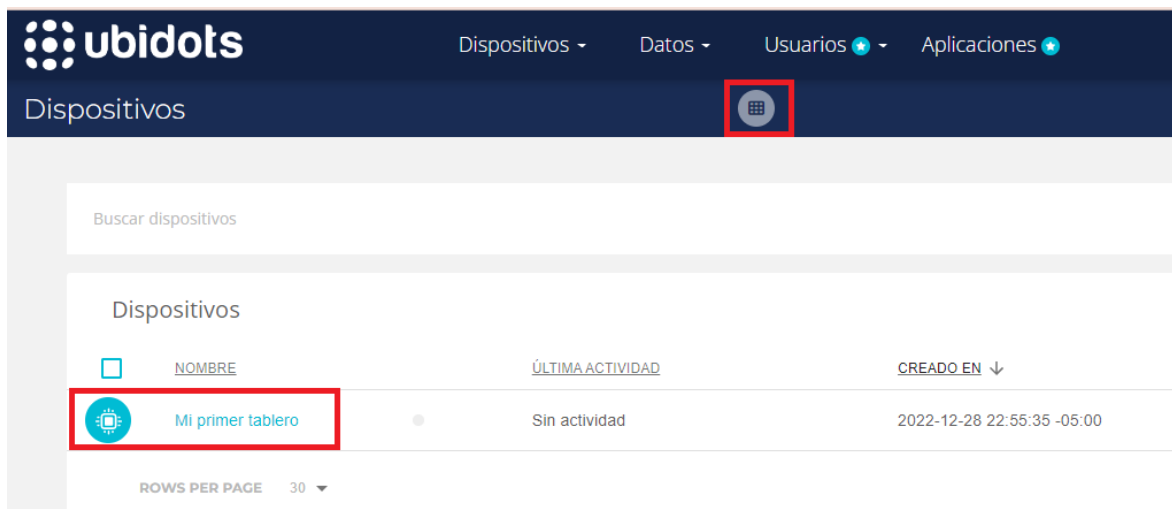 ubidots Dispositivos Datos Usuarios Aplicaciones
Dispositivos
Buscar dispositivos
Dispositivos
NOMBRE ÚLTIMA ACTIVIDAD CREADO EN
Mi primer tablero Sin actividad 2022-12-28 22:55:35 -05:00
ROWS PER PAGE 30